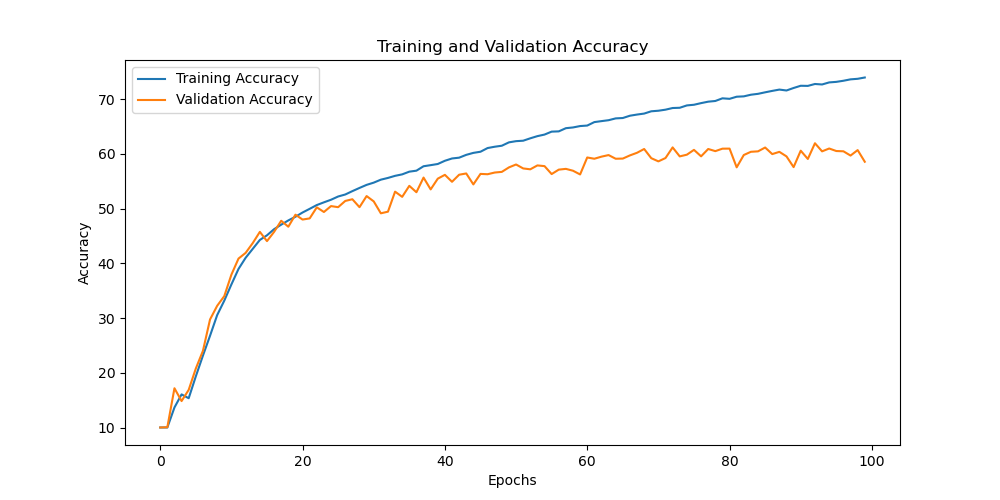 Training and Validation Accuracy
Training Accuracy
Validation Accuracy
Accuracy
70
60
50
40
30
20
10
0 20 40 60 80 100
Epochs